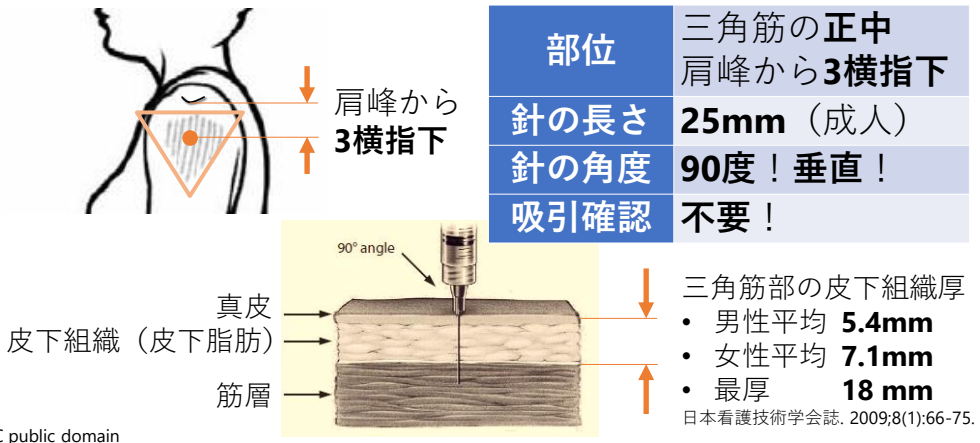 肩峰から
3横指下
部位
三角筋の正中
肩峰から3横指下
針の長さ 25mm（成人）
針の角度 90度！垂直！
吸引確認 不要！
90° angle
真皮
皮下組織（皮下脂肪）
筋層
三角筋部の皮下組織厚
• 男性平均 5.4mm
• 女性平均 7.1mm
• 最厚 18 mm
日本看護技術学会誌. 2009;8(1):66-75.
C public domain